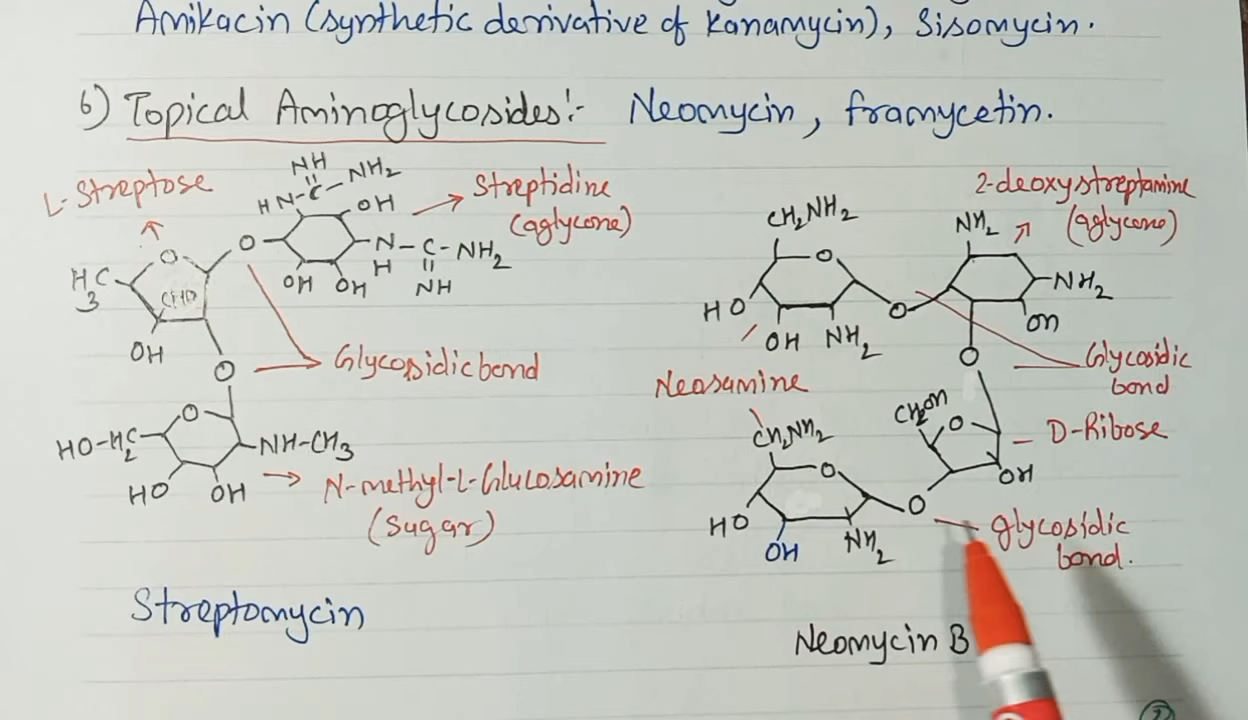 Amikacin (synthetic derivative of Kanamycin), Sisomycin.
6) Topical Aminoglycosides:- Neomycin, framycetin.
L-Streptose
NH
HN-C-NH2
OH
Streptidine
(aglycone)
O
O
N-C-NH2
H
NH
OH OH
H3C
CHO
OH
O
Glycosidic bond
O
HO-H2C
NH-CH3
HO OH
N-methyl-L-Glucosamine
(Sugar)
Streptomycin
2-deoxystreptamine
(aglycone)
CH2NH2
NH2
O
NH2
HO
O
OH
OH NH2
O
Glycosidic
bond
Neosamine
CH2OH
O
D-Ribose
OH
CH2NH2
O
HO
O
OH
NH2
glycosidic
bond.
Neomycin B